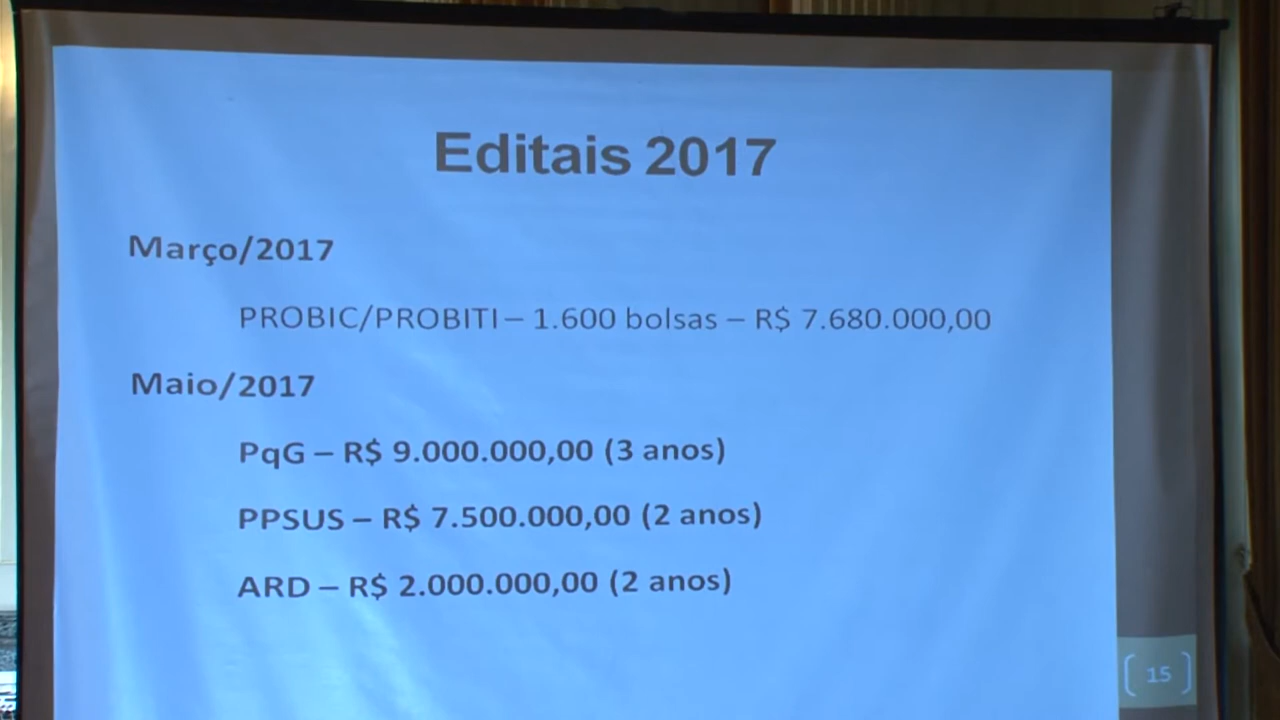 Editais 2017
Março/2017
PROBIC/PROBITI – 1.600 bolsas – R$ 7.680.000,00
Maio/2017
PqG – R$ 9.000.000,00 (3 anos)
PPSUS – R$ 7.500.000,00 (2 anos)
ARD – R$ 2.000.000,00 (2 anos)
15